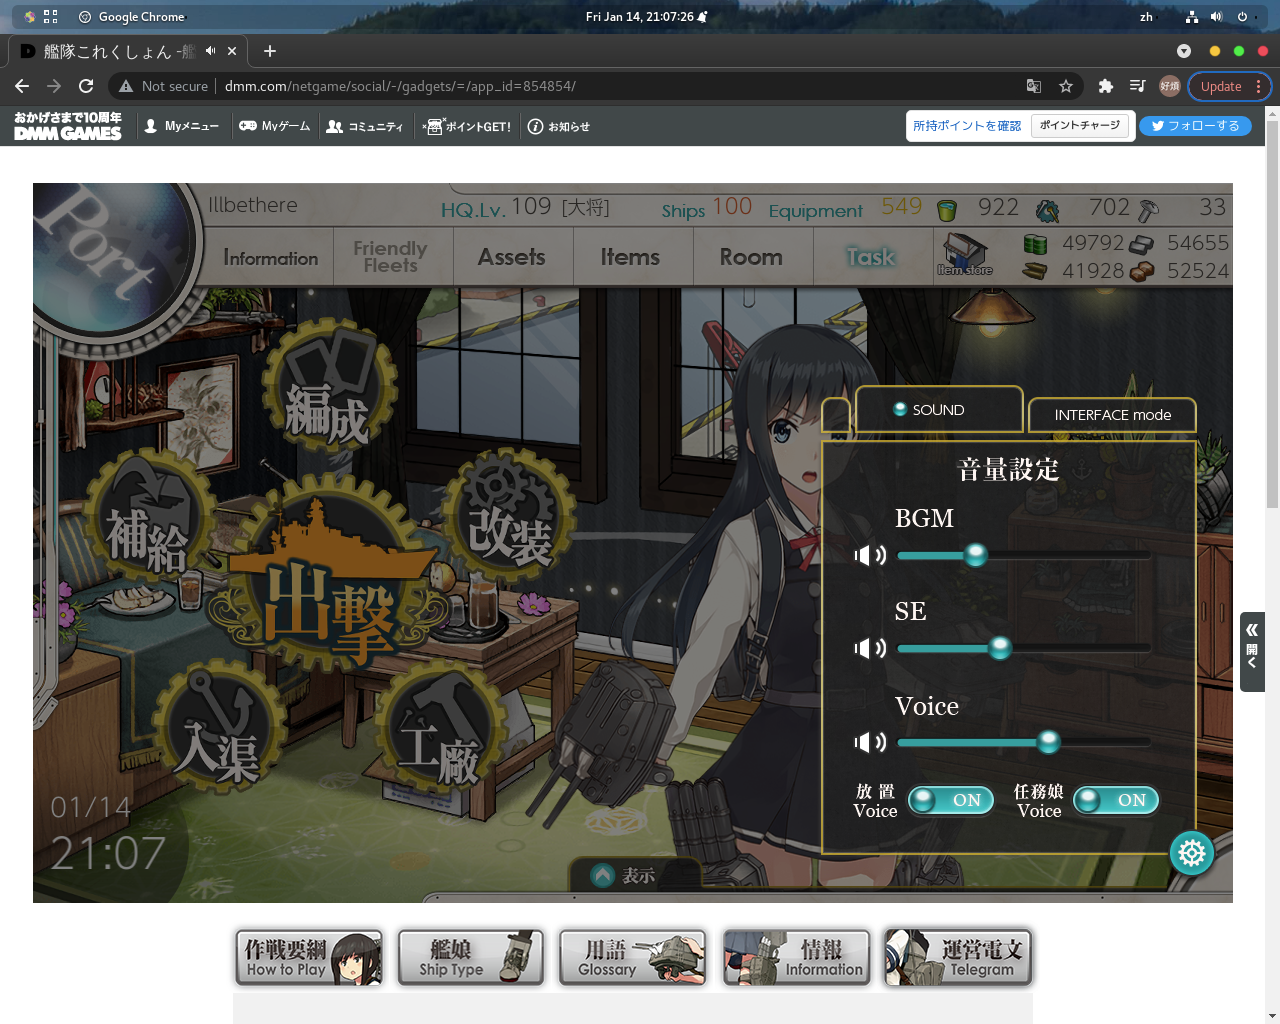 Google Chrome
Fri Jan 14, 21:07:26
zh
艦隊これくしょん -艦
Not secure
dmm.com/netgame/social/-/gadgets/=/app_id=854854/
好煩
Update
おかげさまで10周年
DMM GAMES
Myメニュー
Myゲーム
コミュニティ
ポイントGET!
お知らせ
所持ポイントを確認
ポイントチャージ
フォローする
Port
Illbethere
HQ.Lv. 109 [大将]
Ships 100
Equipment 549
922
702
33
Information
Friendly Fleets
Assets
Items
Room
Task
Item store
49792
54655
41928
52524
編成
補給
改装
出撃
入渠
工廠
01/14
21:07
SOUND
INTERFACE mode
音量設定
BGM
SE
Voice
放置
Voice
ON
任務娘
Voice
ON
表示
開
作戦要綱
How to Play
艦娘
Ship Type
用語
Glossary
情報
Information
運営電文
Telegram